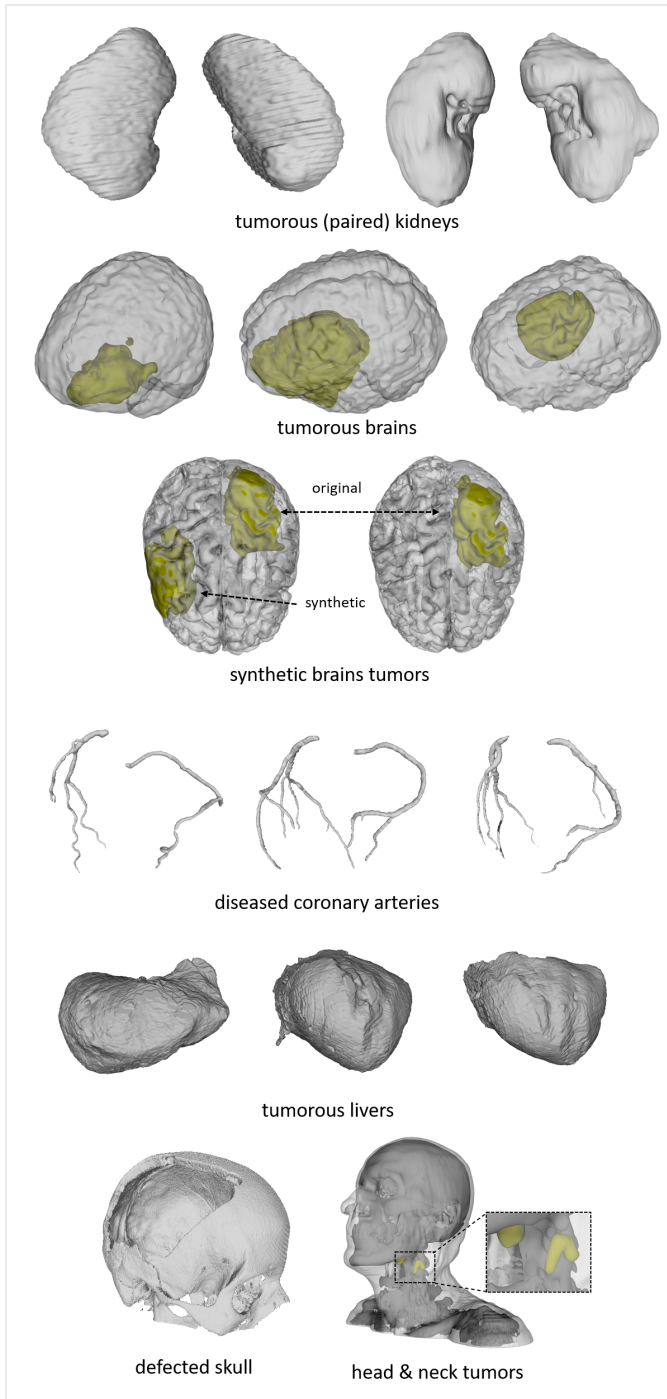 tumorous (paired) kidneys
tumorous brains
original
synthetic
synthetic brains tumors
diseased coronary arteries
tumorous livers
defected skull
head & neck tumors